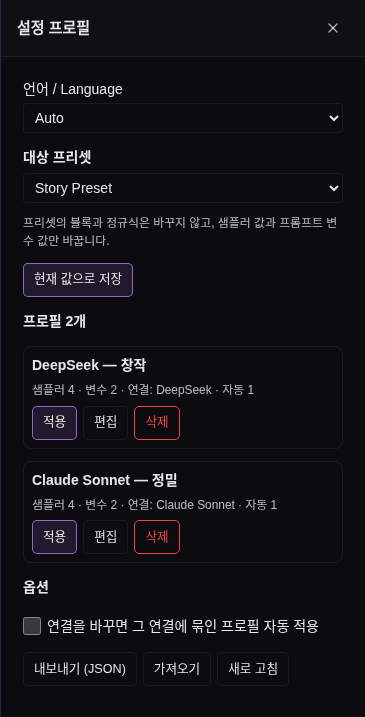 설정 프로필
언어 / Language
Auto
대상 프리셋
Story Preset
프리셋의 블록과 정규식은 바꾸지 않고, 샘플러 값과 프롬프트 변
수 값만 바꿉니다.
현재 값으로 저장
프로필 2개
DeepSeek — 창작
샘플러 4 · 변수 2 · 연결: DeepSeek · 자동 1
적용 편집 삭제
Claude Sonnet — 정밀
샘플러 4 · 변수 2 · 연결: Claude Sonnet · 자동 1
적용 편집 삭제
옵션
연결을 바꾸면 그 연결에 묶인 프로필 자동 적용
내보내기 (JSON) 가져오기 새로 고침